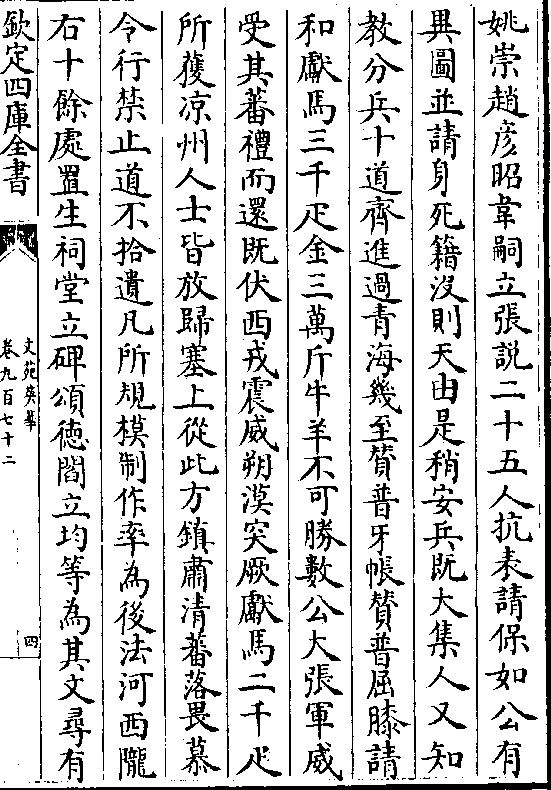 姚崇趙彦昭韋嗣立張説二十五人抗表請保如公有
異圖並請身死籍没則天由是稍安兵既大集人又知
教分兵十道齊進過青海幾至贊普牙帳贊普屈膝請
和獻馬三千疋金三萬斤牛羊不可勝數公大張軍威
受其蕃禮而還既伏西戎震威朔漠突厥獻馬二千疋
所獲凉州人士皆放歸塞上從此方鎮肅清蕃落畏慕
令行禁止道不拾遺凡所規模制作率為後法河西隴
右十餘處置生祠堂立碑頌徳閻立均等為其文尋有
欽定四庫全書
文苑英華
卷九百七十二
四